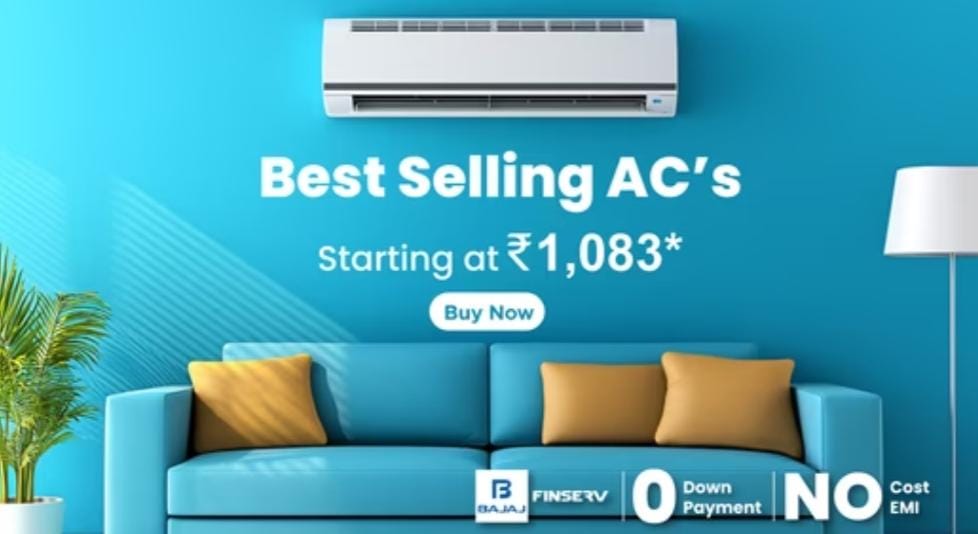 Best Selling AC’s
Starting at ₹1,083*
Buy Now
B
BAJAJ
FINSERV
0 Down
Payment
NO Cost
EMI